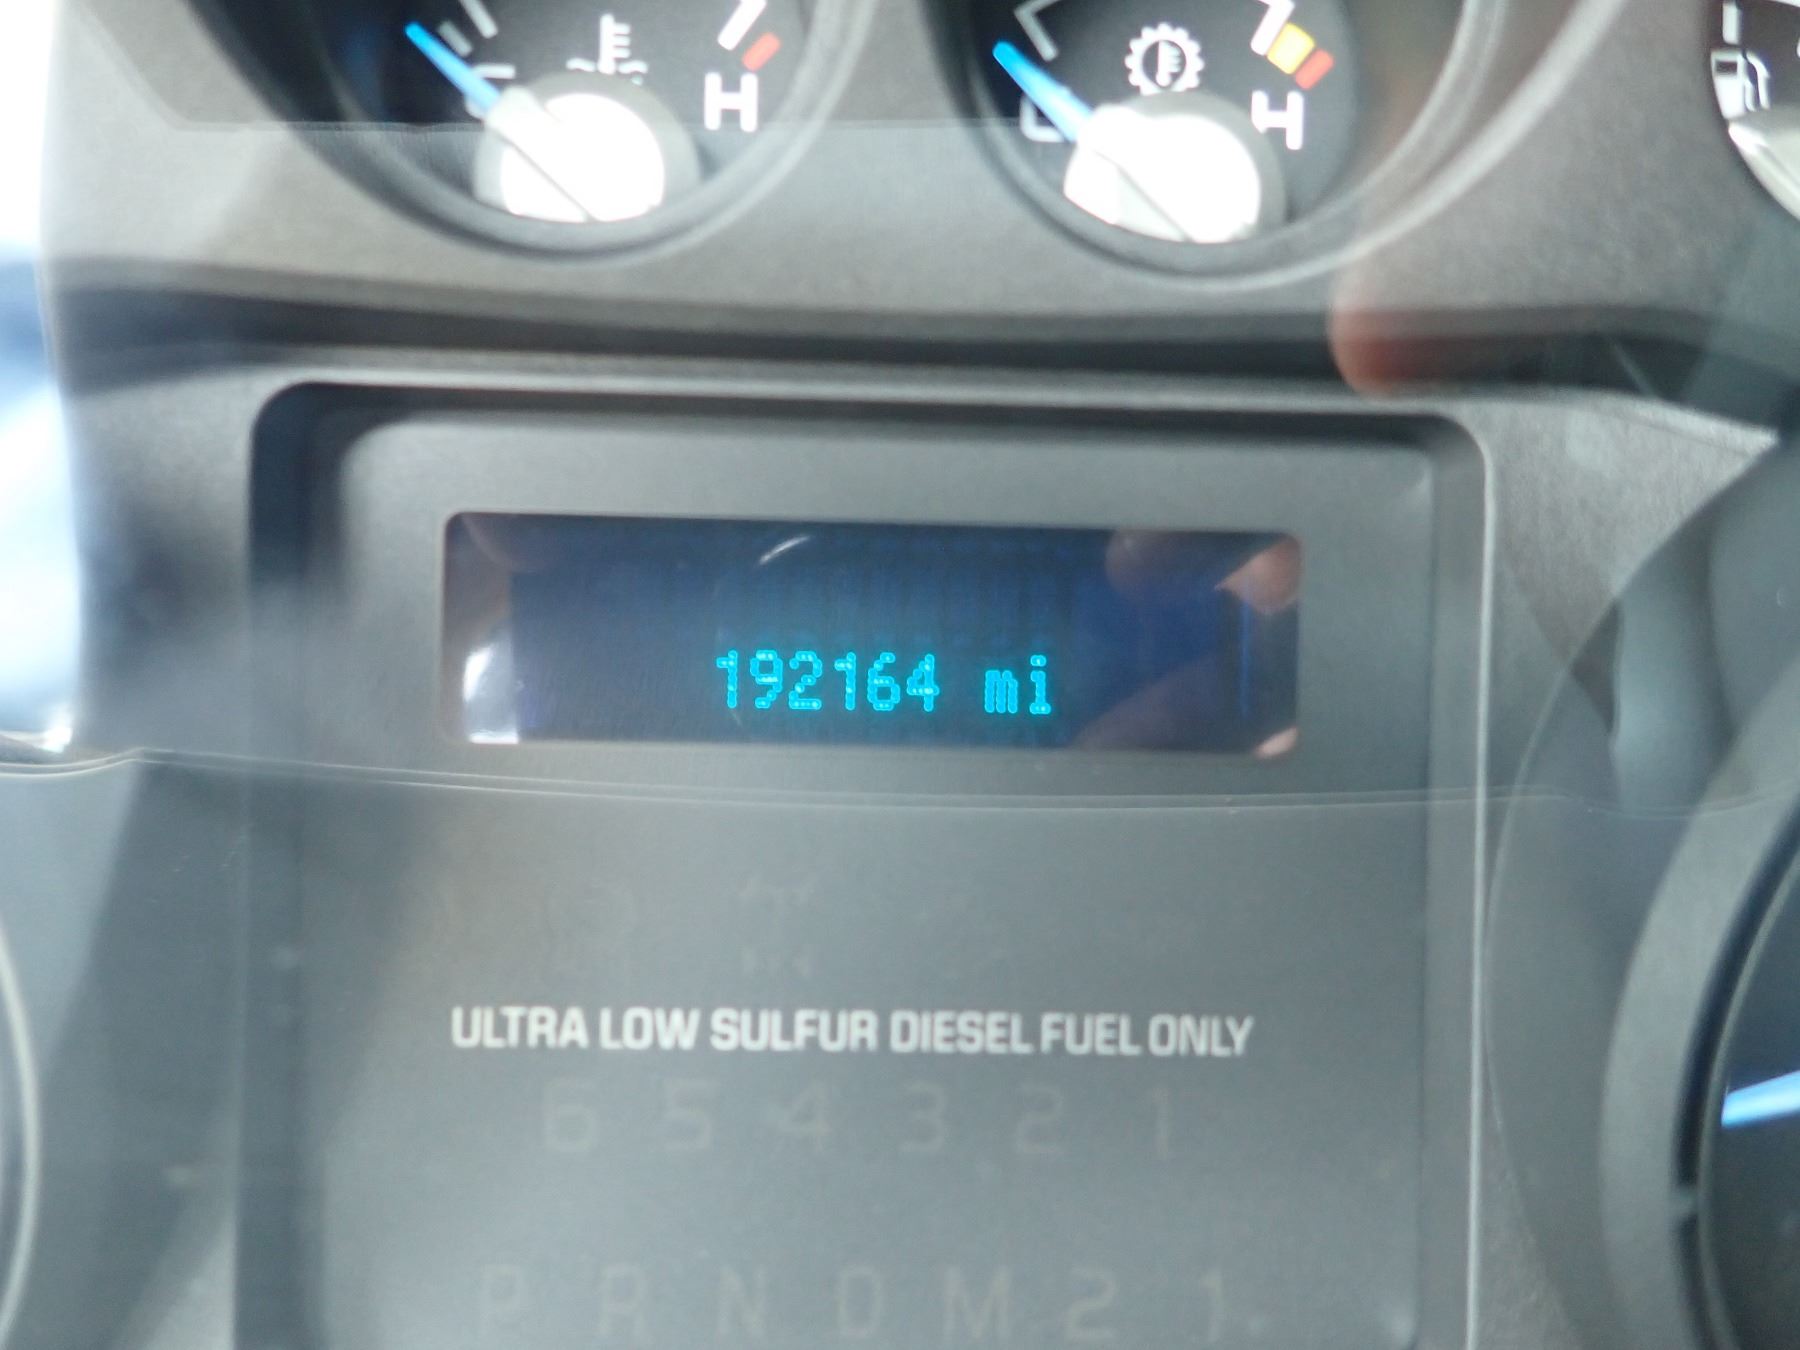 H
H
192164 mi
ULTRA LOW SULFUR DIESEL FUEL ONLY
6 5 4 3 2 1
P R N D M 2 1